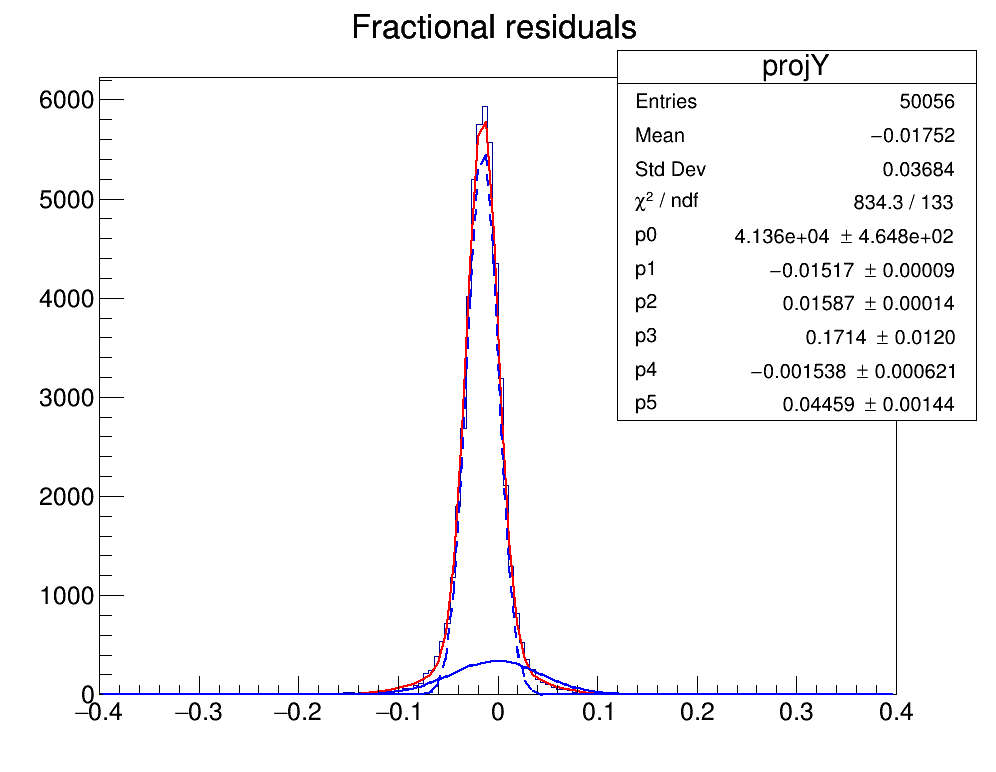 Fractional residuals
projY
Entries 50056
Mean −0.01752
Std Dev 0.03684
χ² / ndf 834.3 / 133
p0 4.136e+04 ± 4.648e+02
p1 −0.01517 ± 0.00009
p2 0.01587 ± 0.00014
p3 0.1714 ± 0.0120
p4 −0.001538 ± 0.000621
p5 0.04459 ± 0.00144
6000
5000
4000
3000
2000
1000
0
−0.4 −0.3 −0.2 −0.1 0 0.1 0.2 0.3 0.4